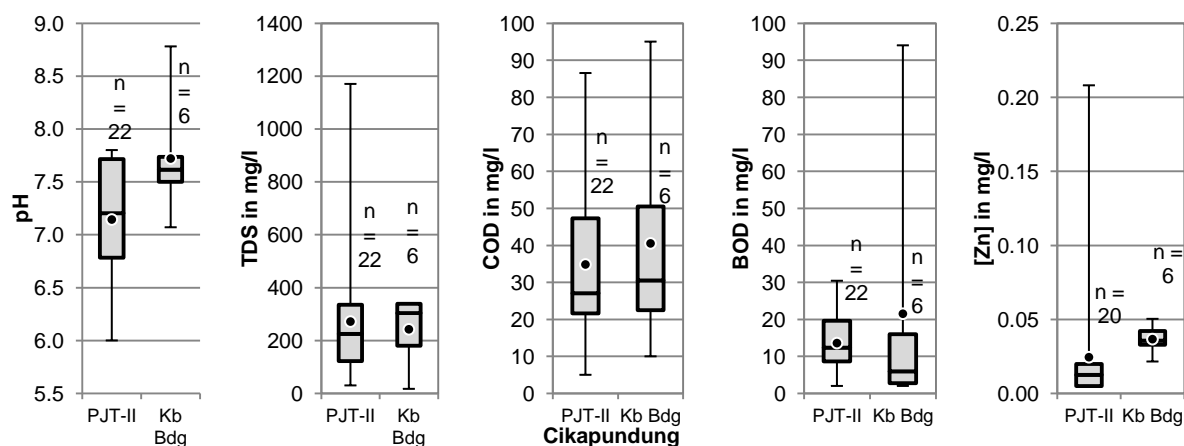 pH
9.0
8.5
8.0
7.5
7.0
6.5
6.0
5.5
n
=
22
n
=
6
PJT-II
Kb
Bdg
TDS in mg/l
1400
1200
1000
800
600
400
200
0
n
=
22
n
=
6
PJT-II
Kb
Bdg
COD in mg/l
100
90
80
70
60
50
40
30
20
10
0
n
=
22
n
=
6
PJT-II
Kb Bdg
Cikapundung
BOD in mg/l
100
90
80
70
60
50
40
30
20
10
0
n
=
22
n
=
6
PJT-II
Kb Bdg
[Zn] in mg/l
0.25
0.20
0.15
0.10
0.05
0.00
n =
20
n =
6
PJT-II
Kb Bdg